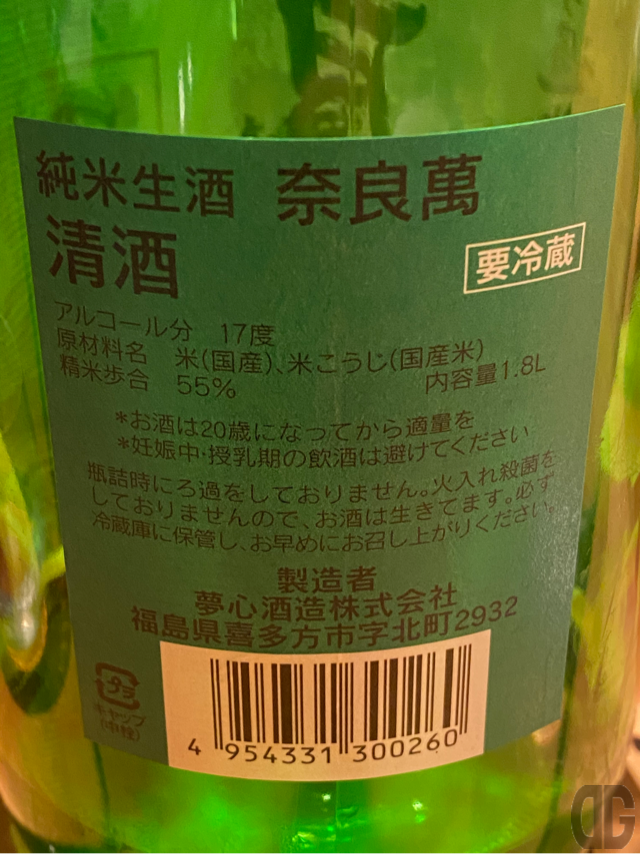 純米生酒 奈良萬
清酒
要冷蔵
アルコール分 17度
原材料名 米(国産)、米こうじ(国産米)
精米歩合 55% 内容量1.8L
*お酒は20歳になってから適量を
*妊娠中・授乳期の飲酒は避けてください
瓶詰時にろ過をしておりません。火入れ殺菌を
しておりませんので、お酒は生きてます。必ず
冷蔵庫に保管し、お早めにお召し上がりください。
製造者
夢心酒造株式会社
福島県喜多方市字北町2932
プラ
キャップ
(中栓)
4 954331 300260
DG